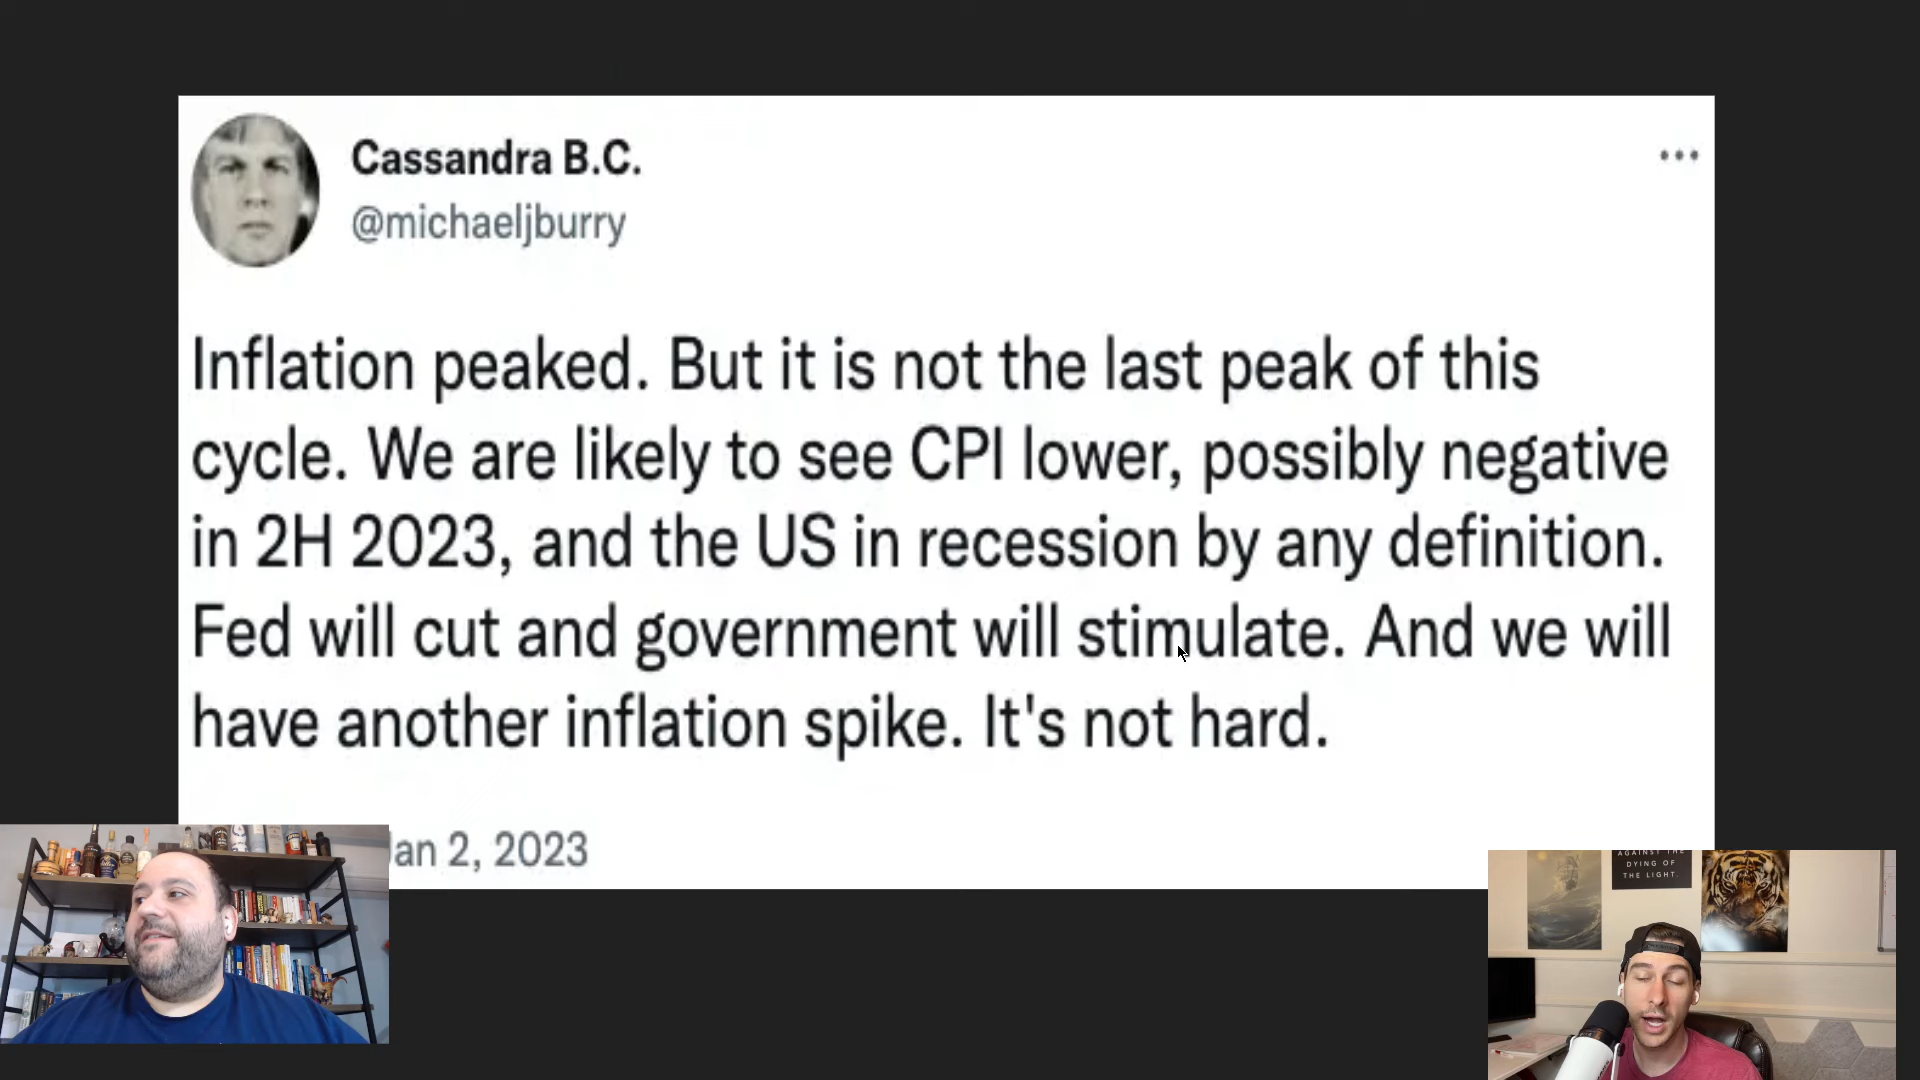 Cassandra B.C.
@michaeljburry
Inflation peaked. But it is not the last peak of this
cycle. We are likely to see CPI lower, possibly negative
in 2H 2023, and the US in recession by any definition.
Fed will cut and government will stimulate. And we will
have another inflation spike. It's not hard.
Jan 2, 2023
AGAINST THE
DYING OF
THE LIGHT.